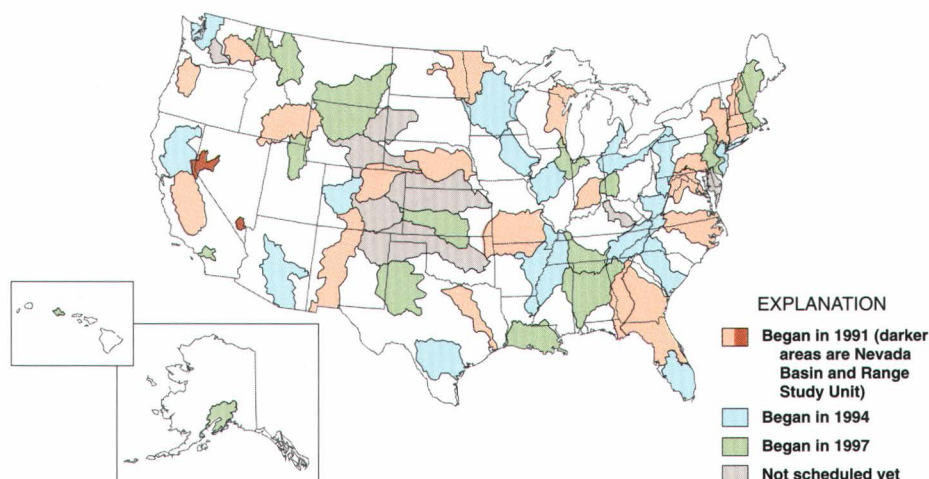 EXPLANATION
Began in 1991 (darker
areas are Nevada
Basin and Range
Study Unit)
Began in 1994
Began in 1997
Not scheduled yet